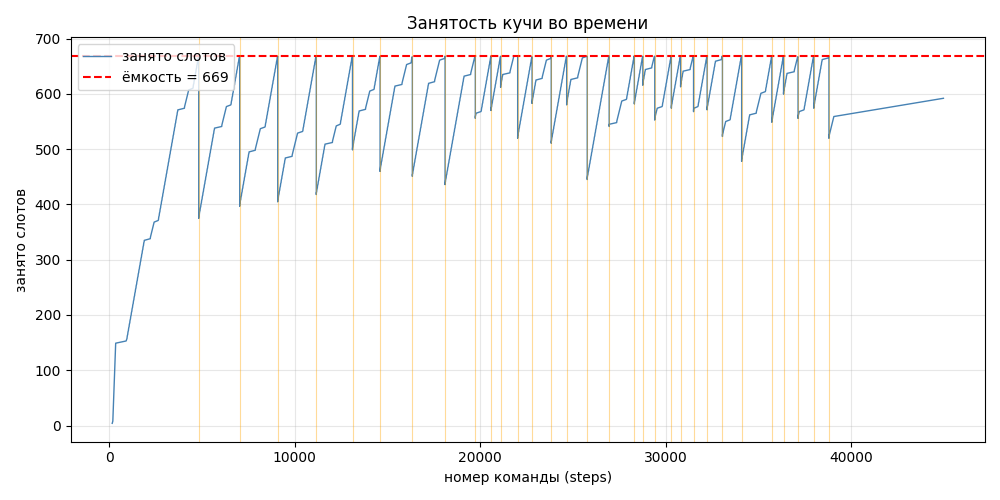 Занятость кучи во времени
занято слотов
ёмкость = 669
занято слотов
700
600
500
400
300
200
100
0
0 10000 20000 30000 40000
номер команды (steps)